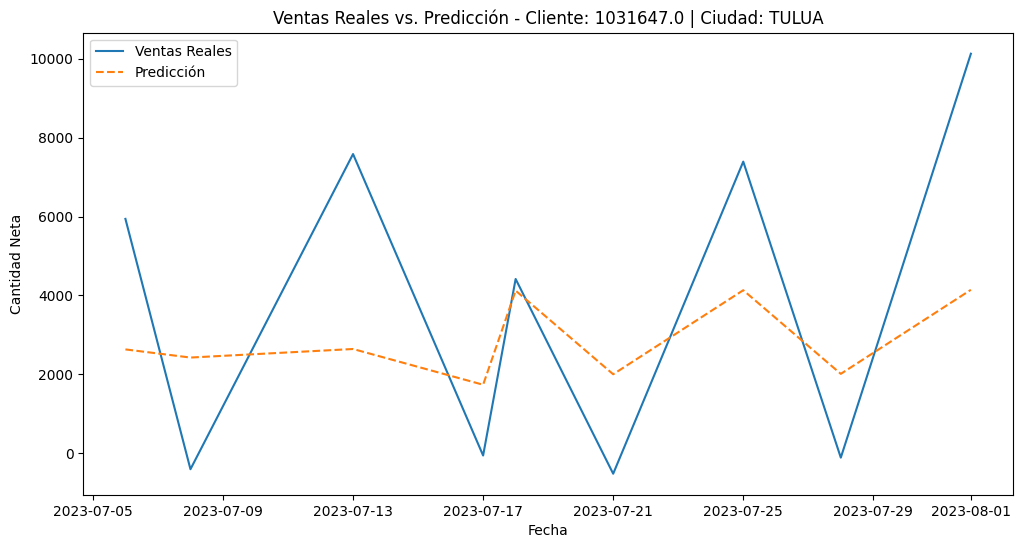 Ventas Reales vs. Predicción - Cliente: 1031647.0 | Ciudad: TULUA
Ventas Reales
Predicción
10000
8000
6000
4000
2000
0
Cantidad Neta
2023-07-05 2023-07-09 2023-07-13 2023-07-17 2023-07-21 2023-07-25 2023-07-29 2023-08-01
Fecha